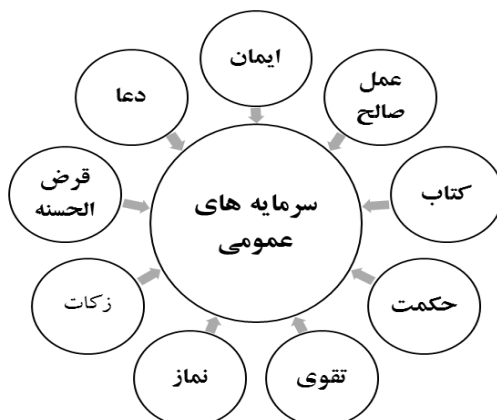 ایمان
عمل
صالح
کتاب
حکمت
تقوی
نماز
زکات
قرض
الحسنه
دعا
سرمایه های
عمومی